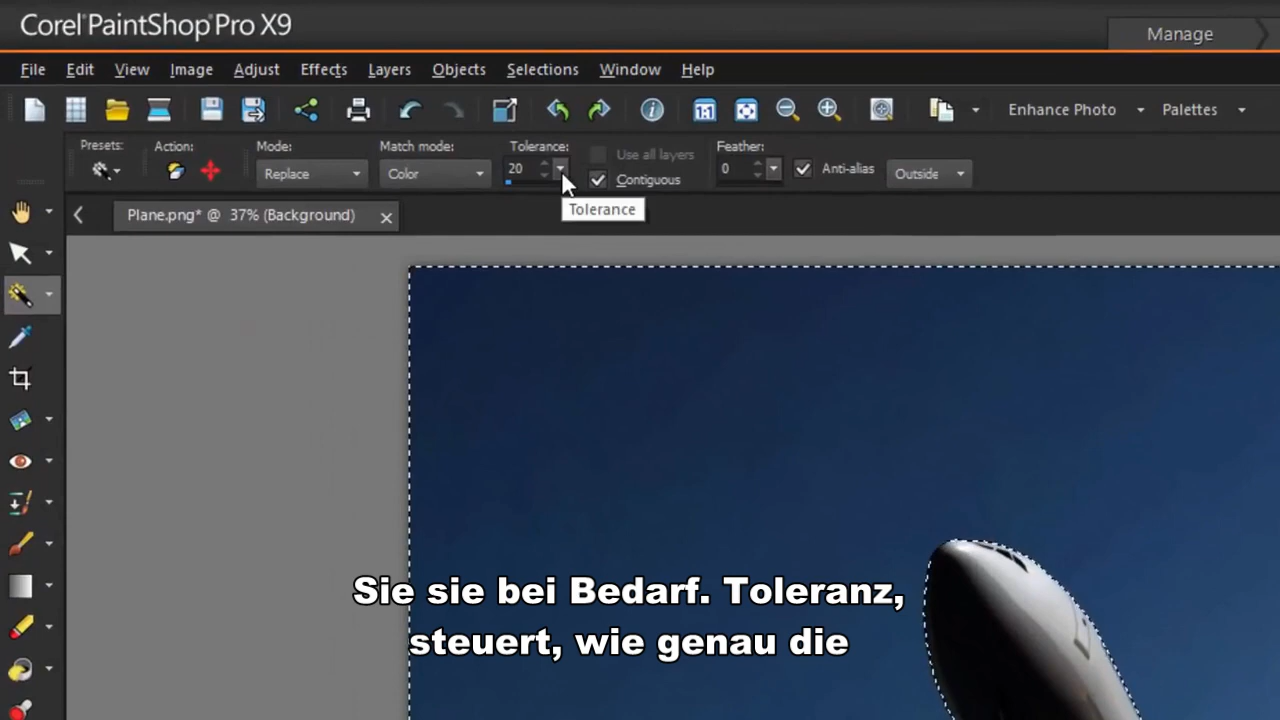 Corel PaintShop Pro X9
Manage
File Edit View Image Adjust Effects Layers Objects Selections Window Help
1:1
Enhance Photo Palettes
Presets: Action: Mode: Match mode: Tolerance: Use all layers Feather:
Replace Color 20 Contiguous 0 Anti-alias Outside
Tolerance
Plane.png* @ 37% (Background)
Sie sie bei Bedarf. Toleranz,
steuert, wie genau die